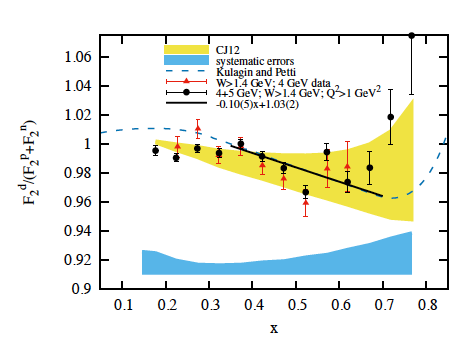 1.06
1.04
1.02
1
0.98
0.96
0.94
0.92
0.9
F₂ᵈ/(F₂ᵖ+F₂ⁿ)
CJ12
systematic errors
Kulagin and Petti
W>1.4 GeV; 4 GeV data
4+5 GeV; W>1.4 GeV; Q²>1 GeV²
-0.10(5)x+1.03(2)
0.1 0.2 0.3 0.4 0.5 0.6 0.7 0.8
x